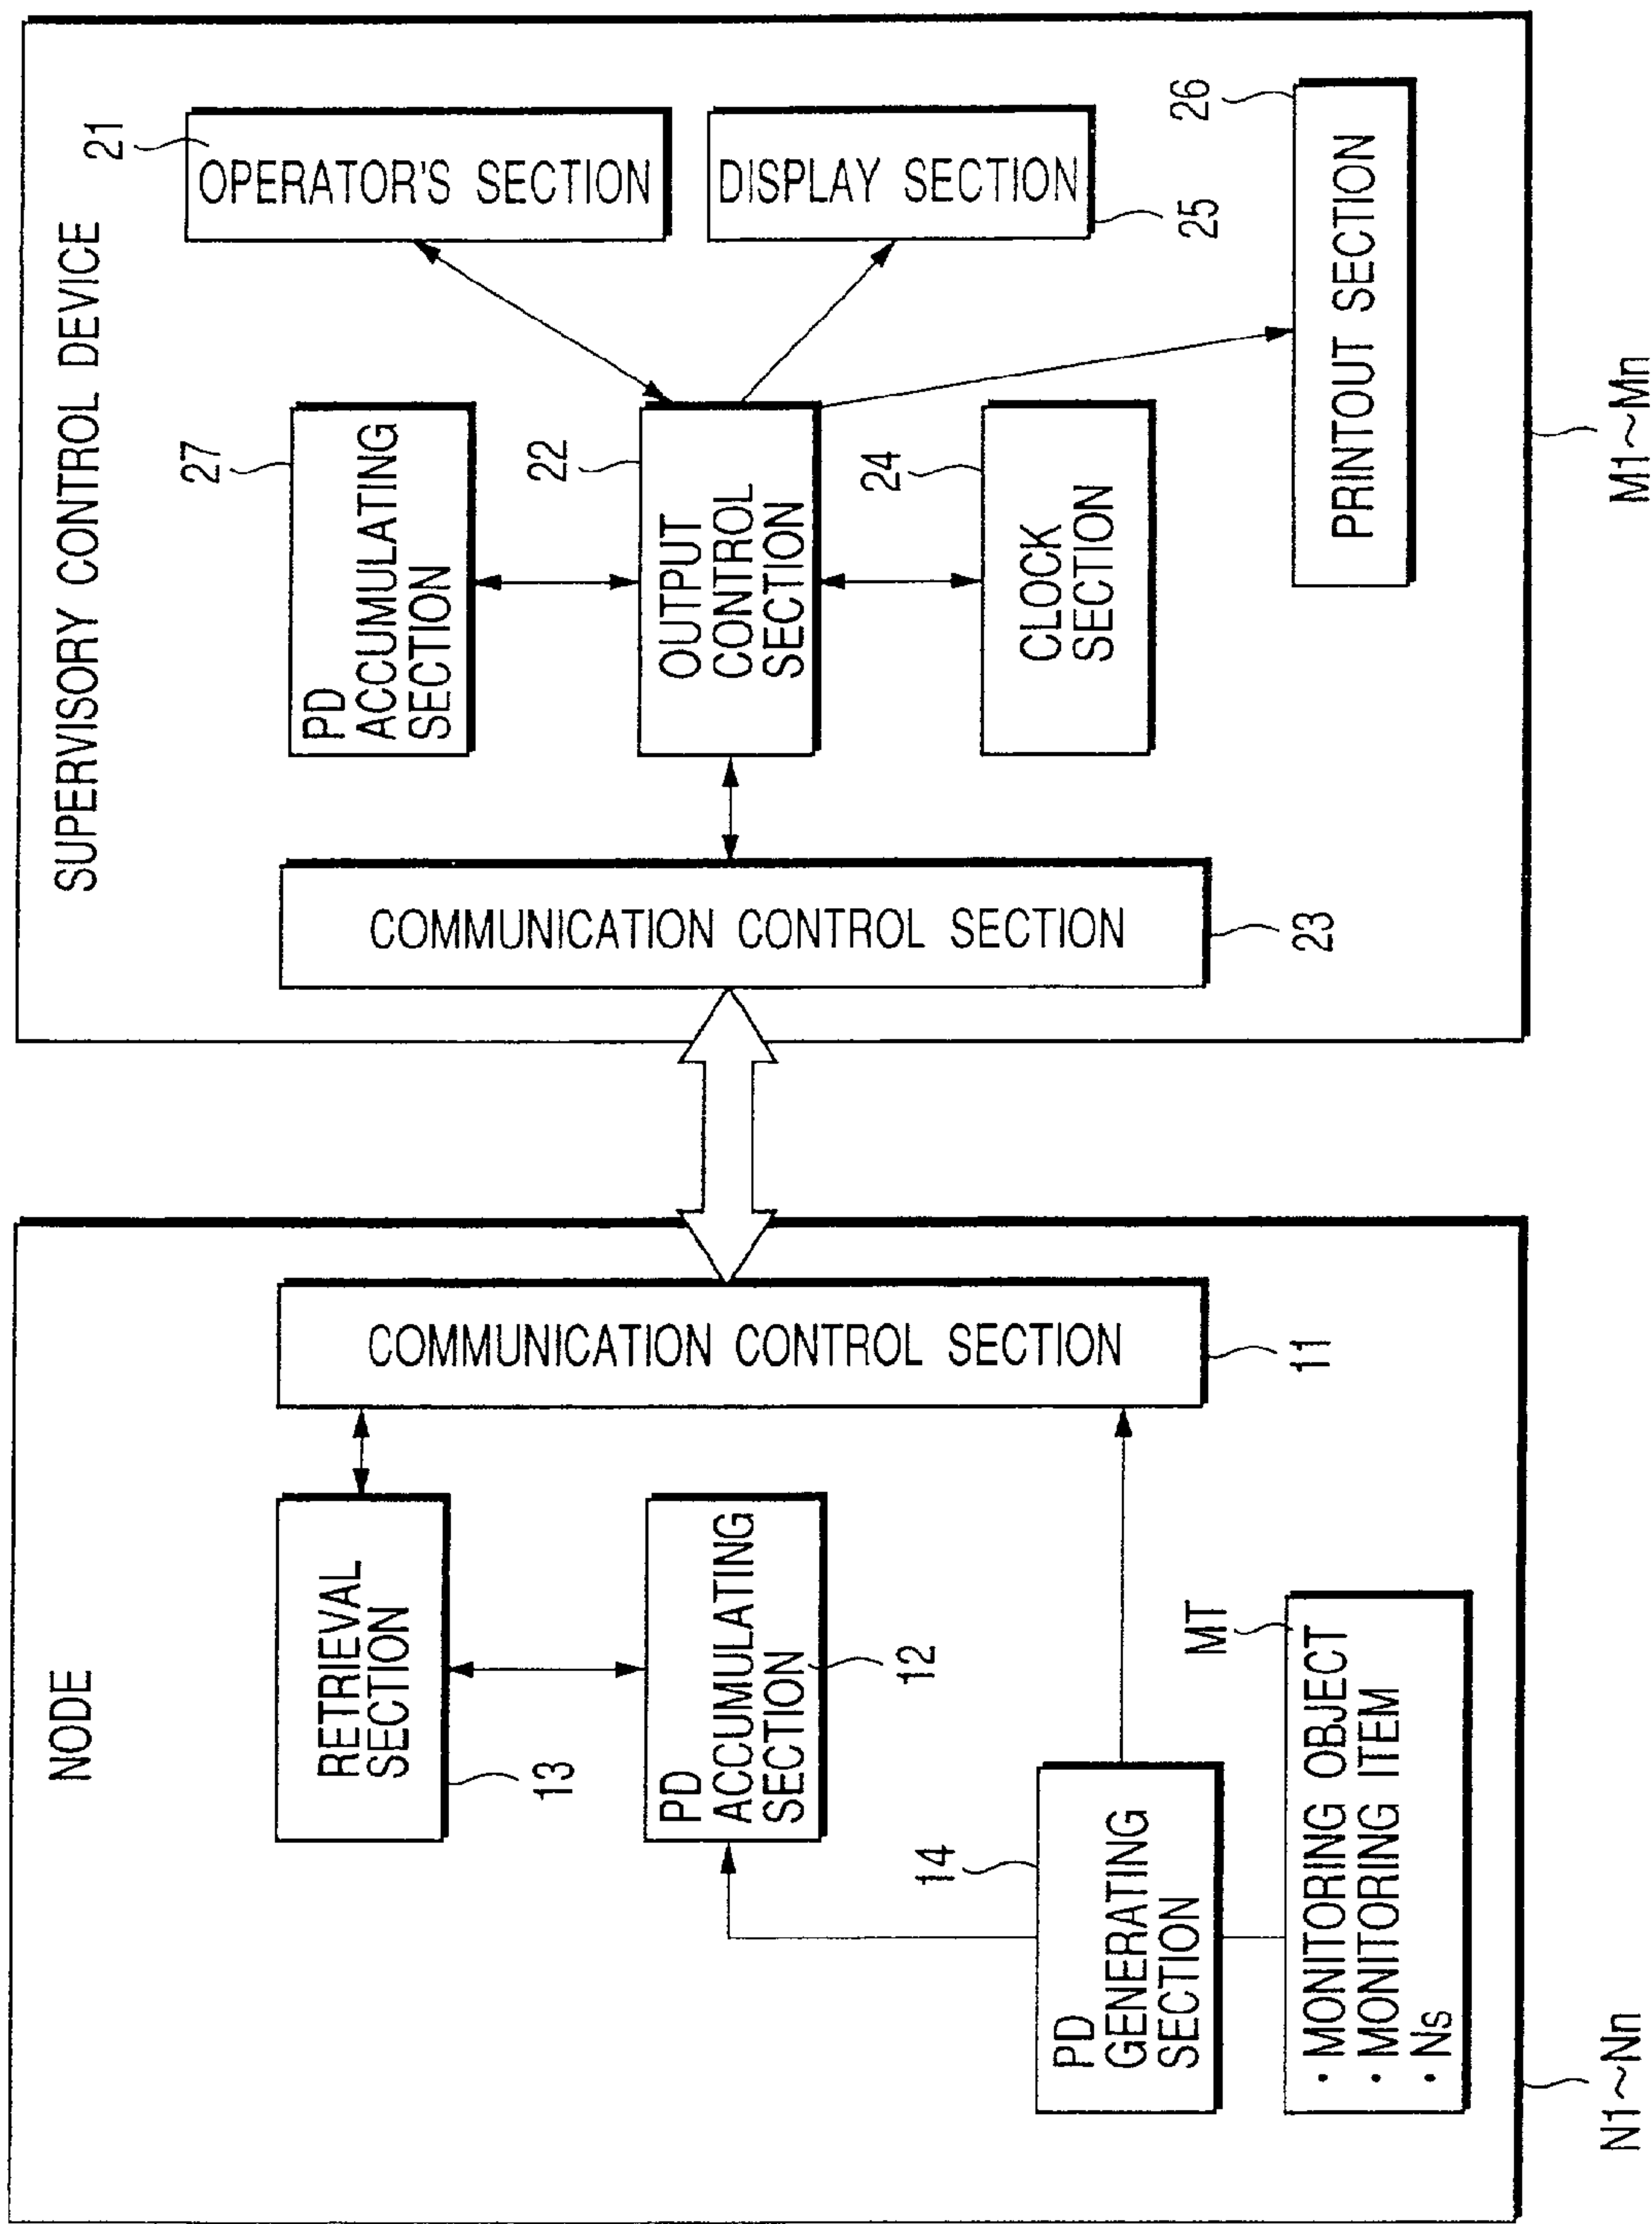 NODE
RETRIEVAL
SECTION
13
PD
ACCUMULATING
SECTION
12
14
PD
GENERATING
SECTION
MT
• MONITORING OBJECT
• MONITORING ITEM
• Ns
COMMUNICATION CONTROL SECTION
11
N1~Nn
SUPERVISORY CONTROL DEVICE
COMMUNICATION CONTROL SECTION
23
27
PD
ACCUMULATING
SECTION
22
OUTPUT
CONTROL
SECTION
24
CLOCK
SECTION
21
OPERATOR'S SECTION
DISPLAY SECTION
25
26
PRINTOUT SECTION
M1~Mn